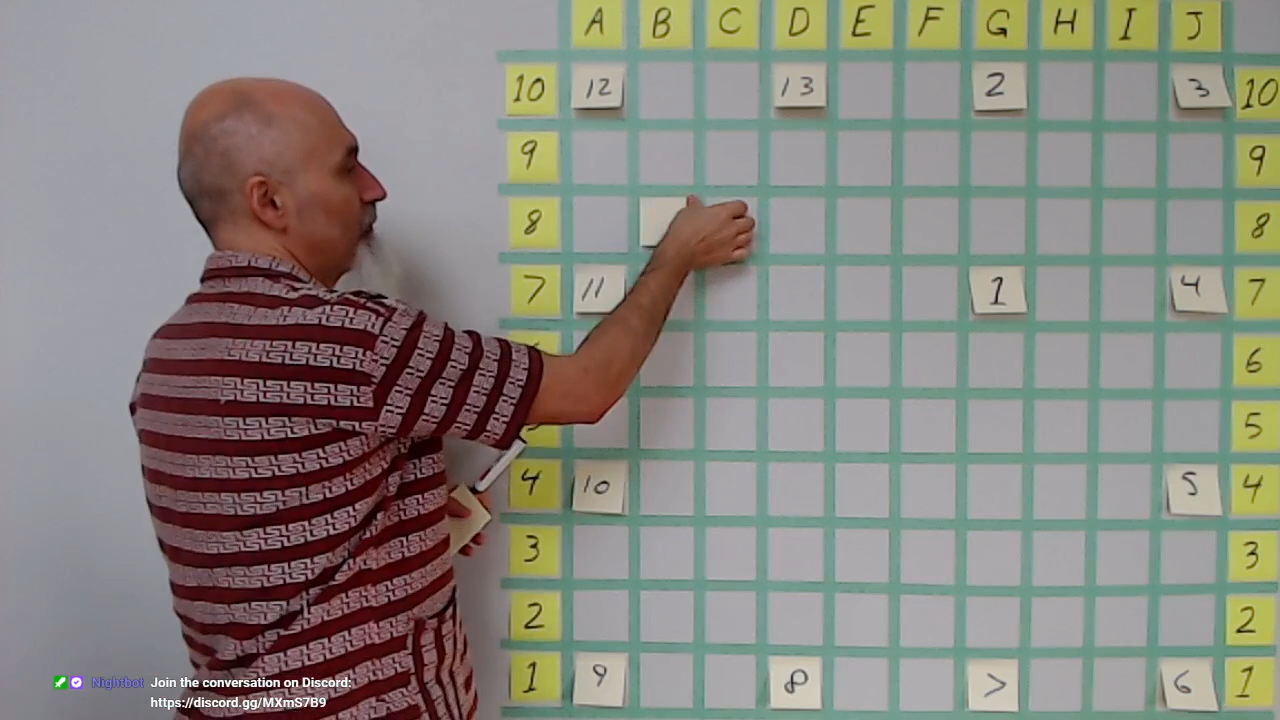 A B C D E F G H I J
10 12 13 2 3 10
9 9
8 8
7 11 1 4 7
6
5
4 10 5 4
3 3
2 2
1 9 8 > 6 1
Nightbot Join the conversation on Discord:
https://discord.gg/MXmS7B9